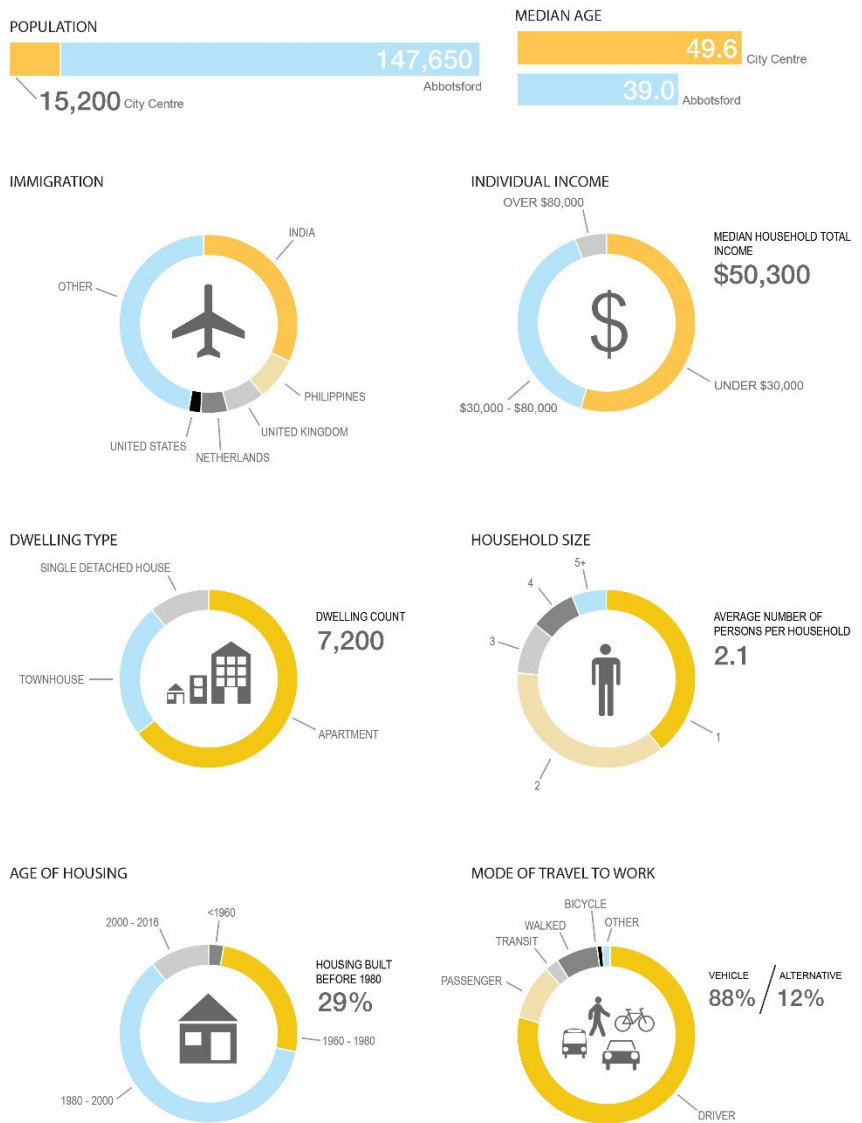 POPULATION
147,650
Abbotsford
15,200 City Centre
MEDIAN AGE
49.6 City Centre
39.0 Abbotsford
IMMIGRATION
INDIA
OTHER
PHILIPPINES
UNITED KINGDOM
UNITED STATES
NETHERLANDS
INDIVIDUAL INCOME
OVER $80,000
MEDIAN HOUSEHOLD TOTAL
INCOME
$50,300
$
UNDER $30,000
$30,000 - $80,000
DWELLING TYPE
SINGLE DETACHED HOUSE
DWELLING COUNT
7,200
TOWNHOUSE
APARTMENT
HOUSEHOLD SIZE
5+
4
3
AVERAGE NUMBER OF
PERSONS PER HOUSEHOLD
2.1
1
2
AGE OF HOUSING
<1960
2000 - 2016
HOUSING BUILT
BEFORE 1980
29%
1960 - 1980
1980 - 2000
MODE OF TRAVEL TO WORK
BICYCLE
OTHER
WALKED
TRANSIT
PASSENGER
VEHICLE
88%
/
ALTERNATIVE
12%
DRIVER